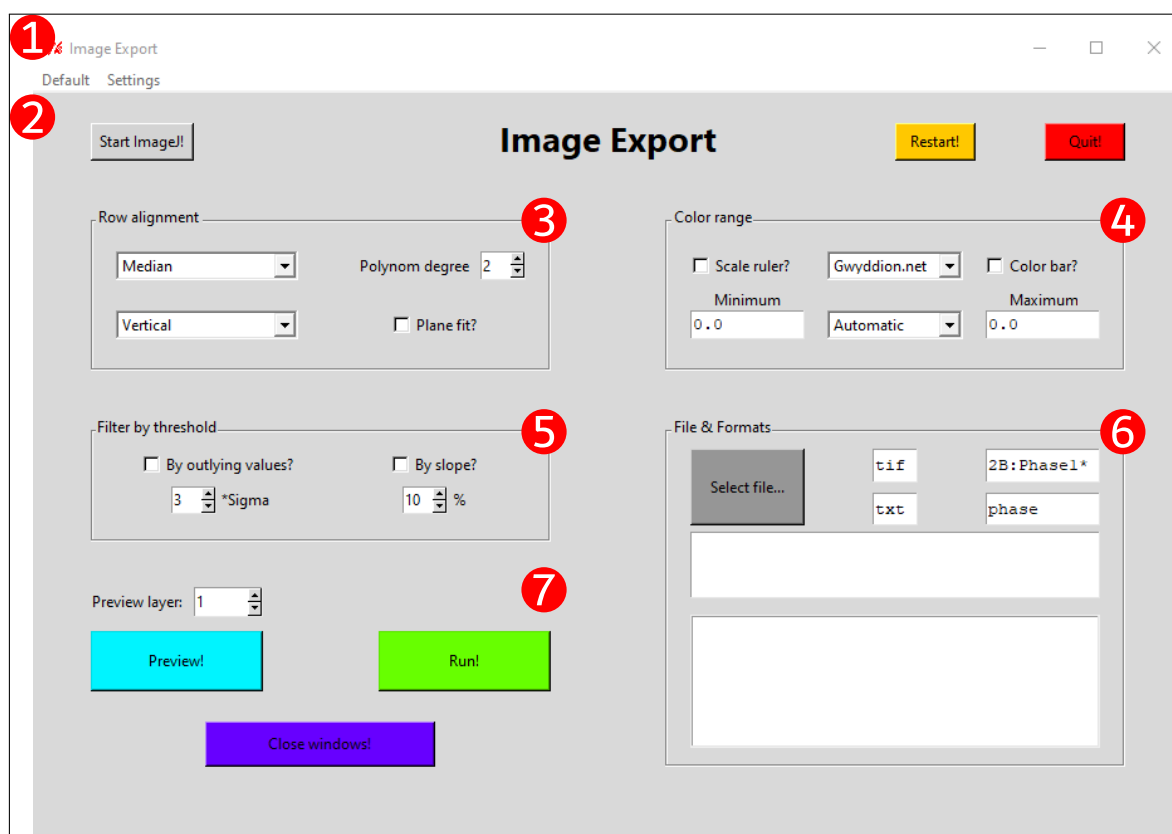 1
Image Export
Default Settings
2
Start ImageJ!
Image Export
Restart!
Quit!
Row alignment
3
Median
Polynom degree 2
Vertical
Plane fit?
Color range
4
Scale ruler?
Gwyddion.net
Color bar?
Minimum
Maximum
0.0
Automatic
0.0
Filter by threshold
5
By outlying values?
By slope?
3 *Sigma
10 %
File & Formats
6
Select file...
tif
2B:Phase1*
txt
phase
7
Preview layer: 1
Preview!
Run!
Close windows!